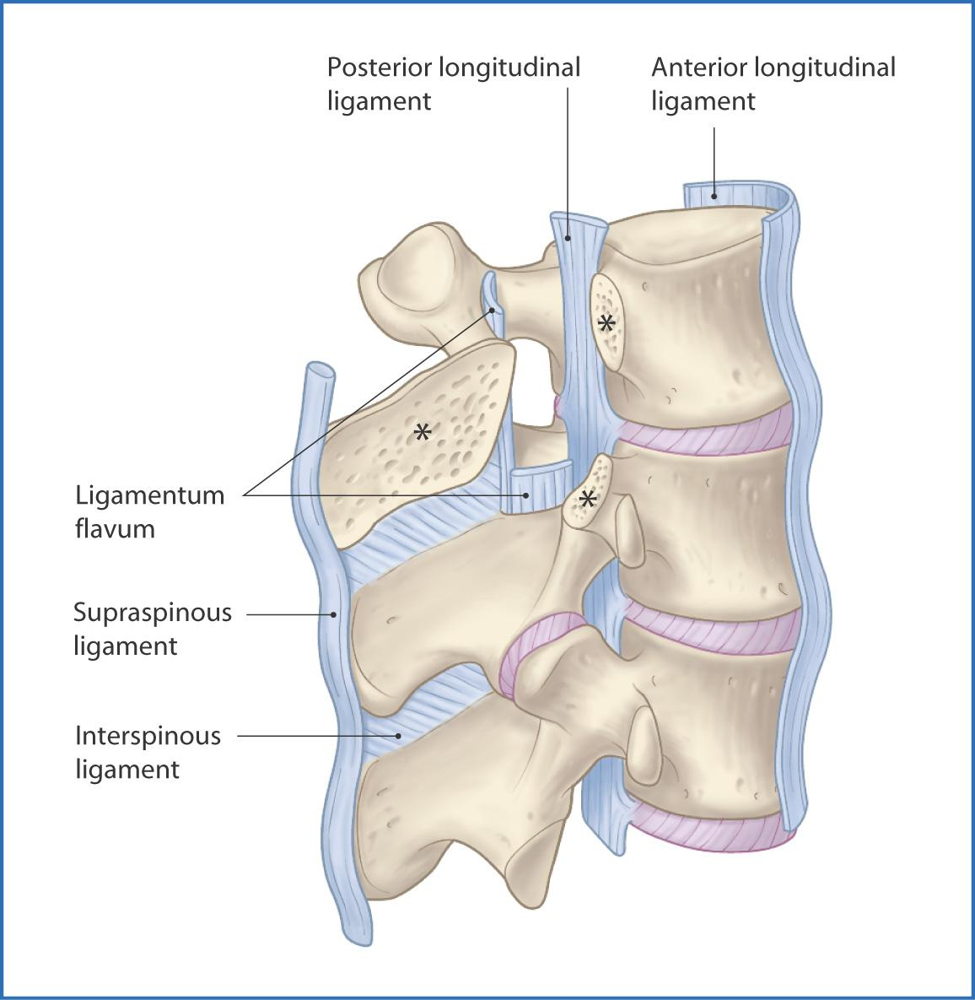 Posterior longitudinal
ligament
Anterior longitudinal
ligament
*
*
*
Ligamentum
flavum
Supraspinous
ligament
Interspinous
ligament